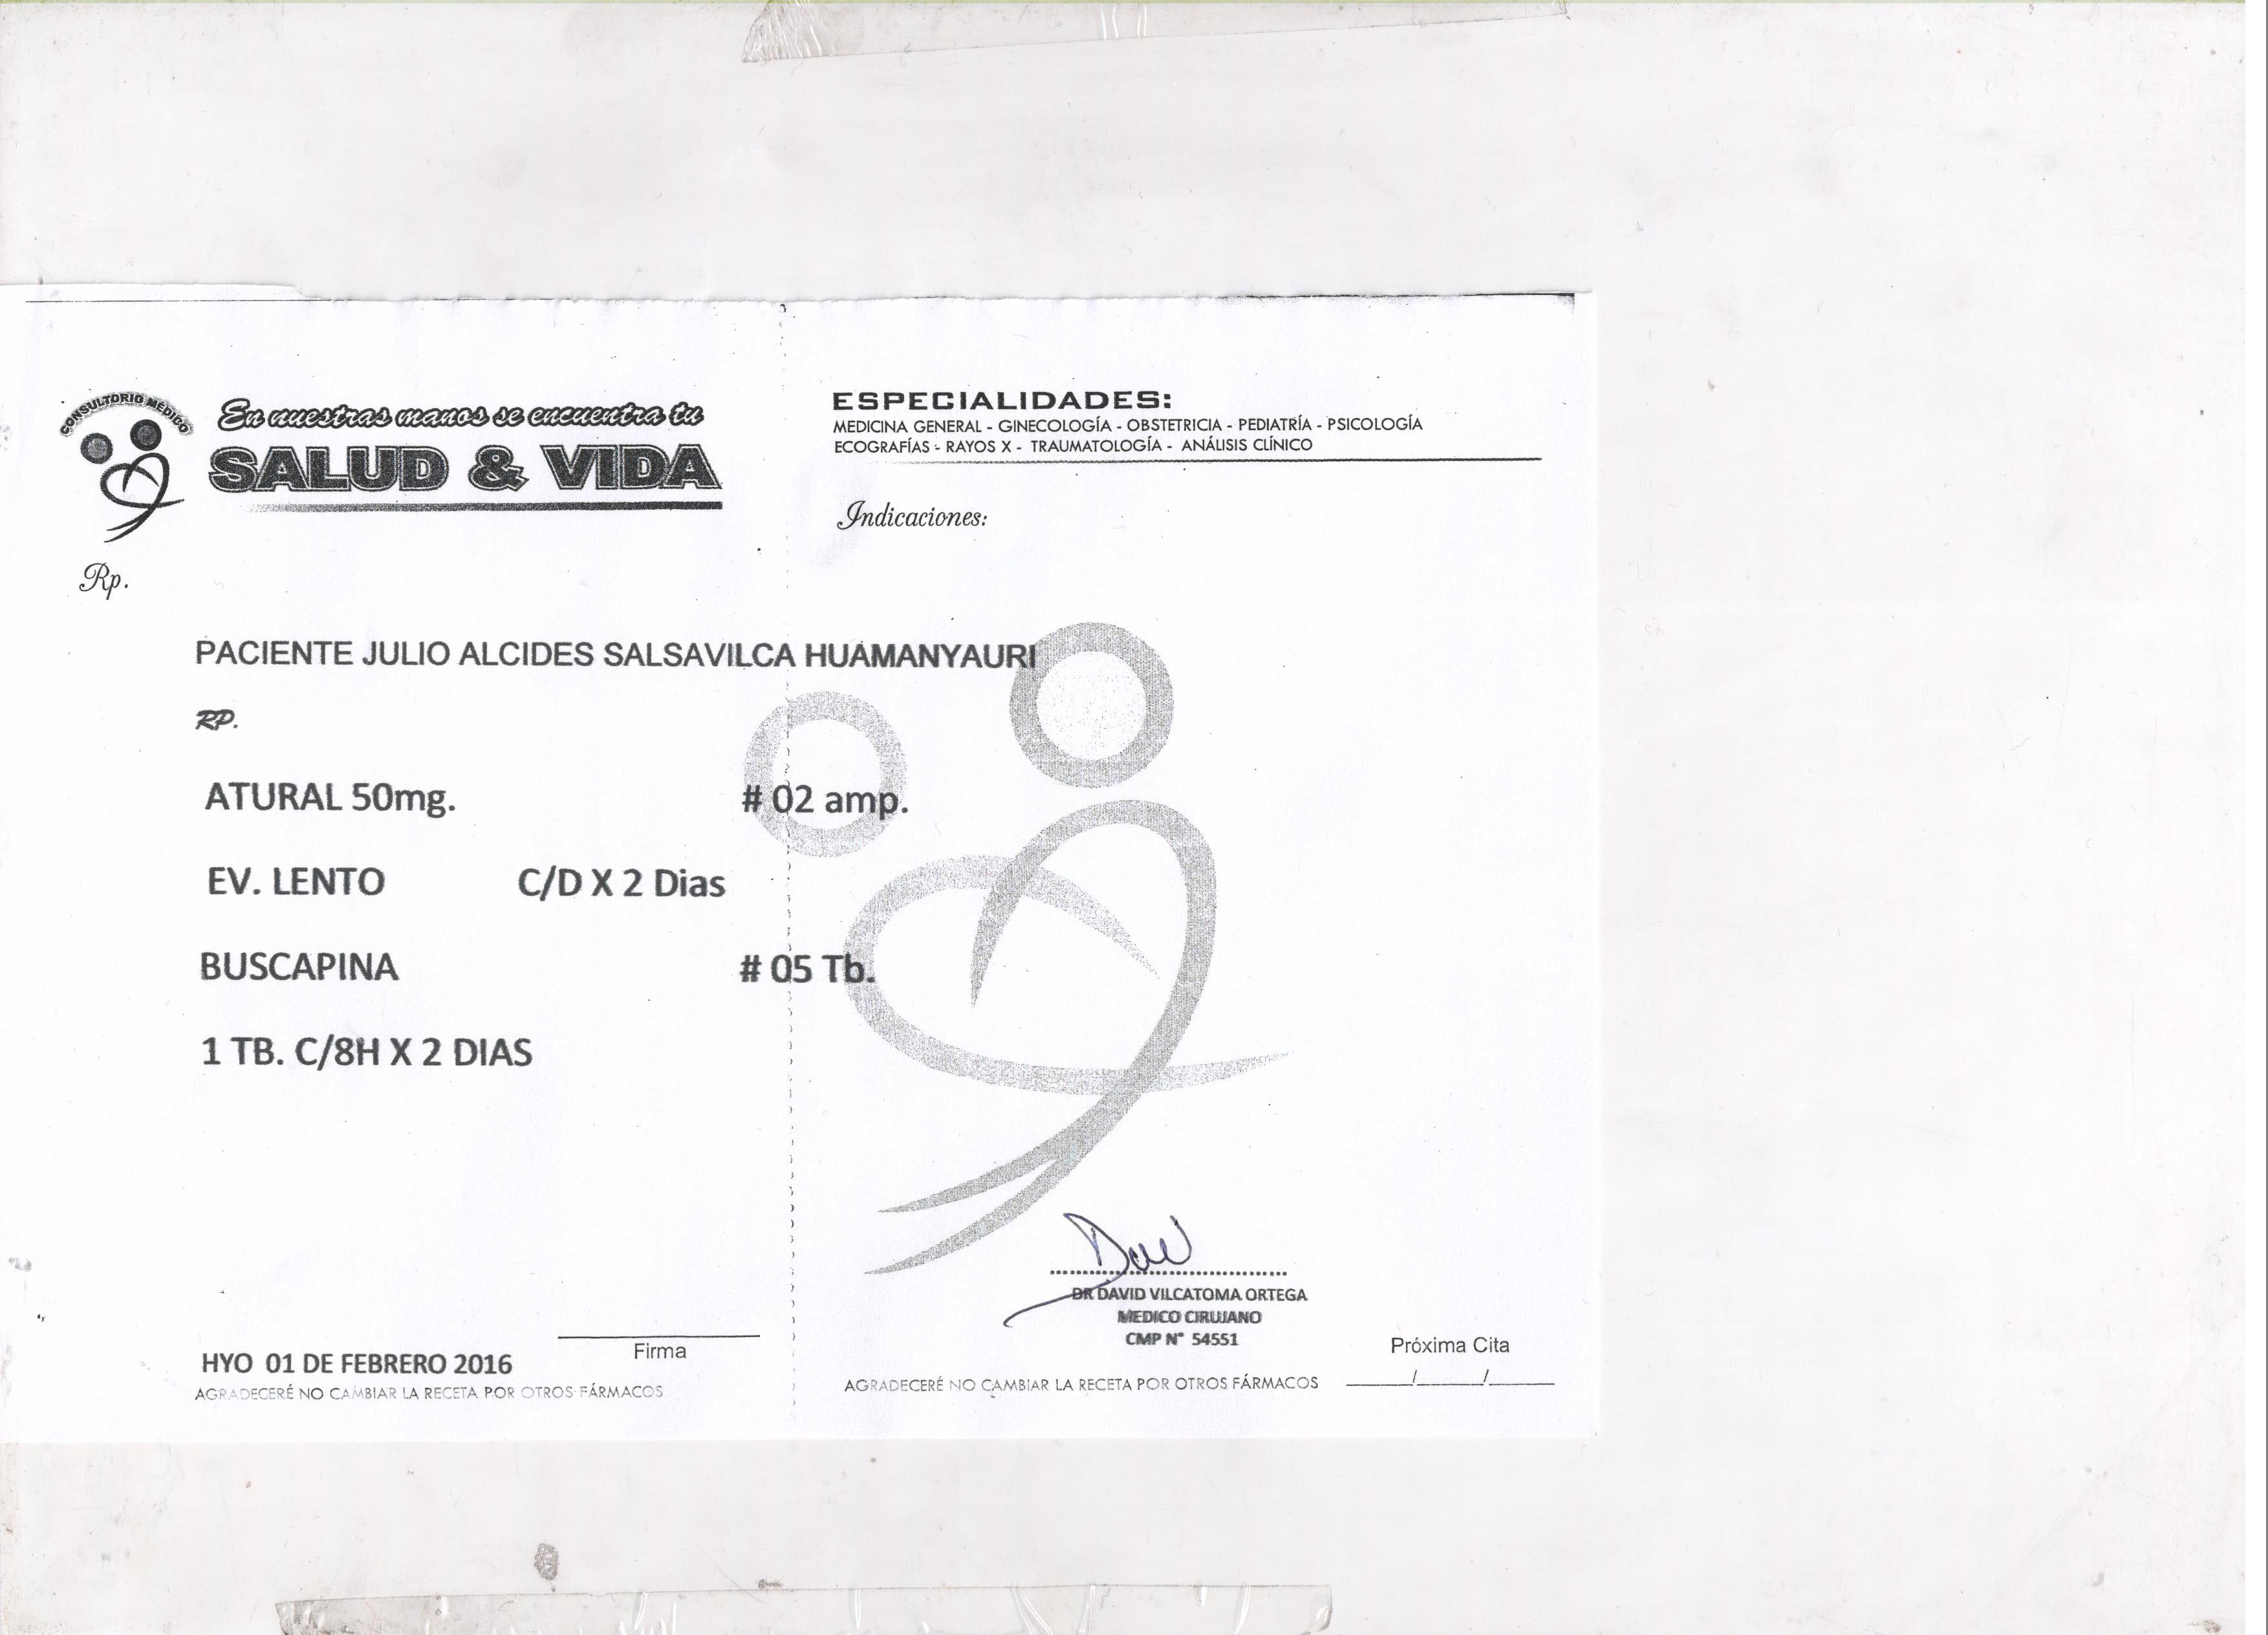 CONSULTORIO MÉDICO
En nuestras manos se encuentra tu
SALUD & VIDA
Rp.
ESPECIALIDADES:
MEDICINA GENERAL - GINECOLOGÍA - OBSTETRICIA - PEDIATRÍA - PSICOLOGÍA
ECOGRAFÍAS - RAYOS X - TRAUMATOLOGÍA - ANÁLISIS CLÍNICO
Indicaciones:
PACIENTE JULIO ALCIDES SALSAVILCA HUAMANYAURI
RP.
ATURAL 50mg. # 02 amp.
EV. LENTO C/D X 2 Dias
BUSCAPINA # 05 Tb.
1 TB. C/8H X 2 DIAS
DR DAVID VILCATOMA ORTEGA
MEDICO CIRUJANO
CMP N° 54551
Firma
HYO 01 DE FEBRERO 2016
AGRADECERÉ NO CAMBIAR LA RECETA POR OTROS FÁRMACOS
Próxima Cita
AGRADECERÉ NO CAMBIAR LA RECETA POR OTROS FÁRMACOS ___/___/___